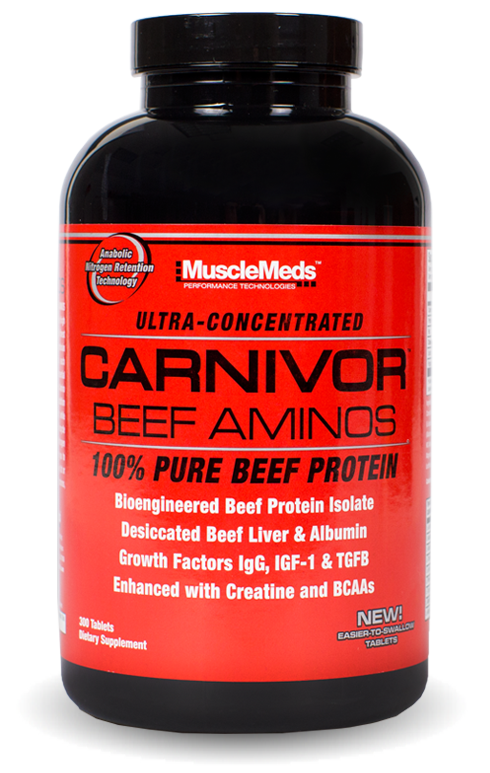 Anabolic
Nitrogen Retention
Technology
MuscleMeds™
PERFORMANCE TECHNOLOGIES
ULTRA-CONCENTRATED
CARNIVOR™
BEEF AMINOS
100% PURE BEEF PROTEIN
Bioengineered Beef Protein Isolate
Desiccated Beef Liver & Albumin
Growth Factors IgG, IGF-1 & TGFB
Enhanced with Creatine and BCAAs
300 Tablets
Dietary Supplement
NEW!
EASIER-TO-SWALLOW
TABLETS